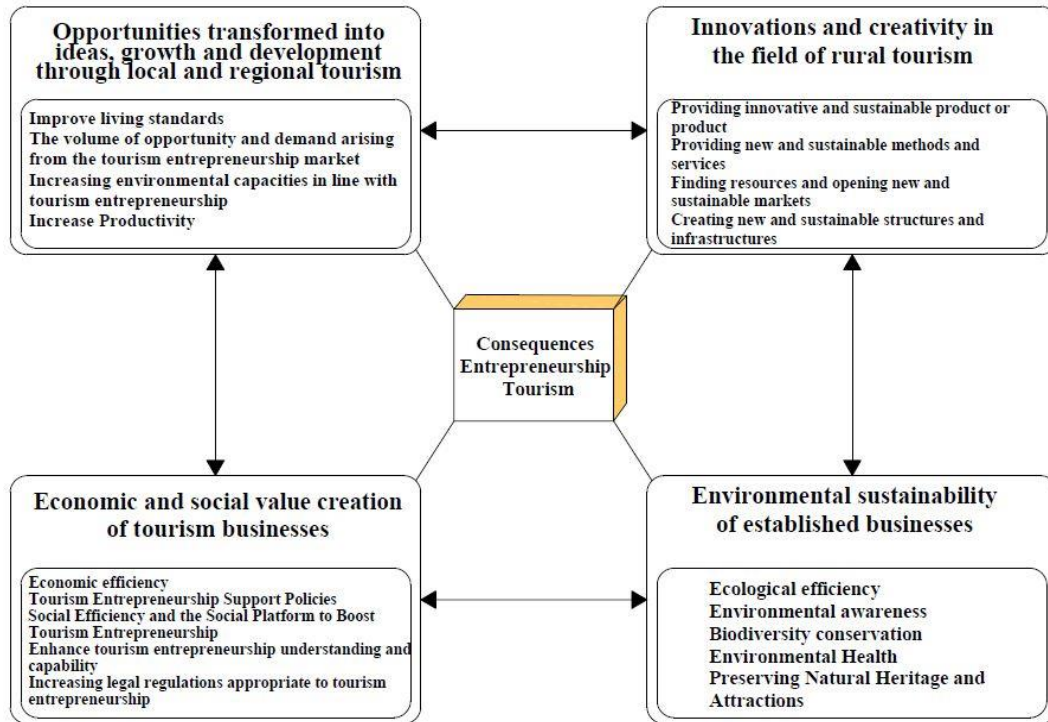 Opportunities transformed into
ideas, growth and development
through local and regional tourism
Improve living standards
The volume of opportunity and demand arising
from the tourism entrepreneurship market
Increasing environmental capacities in line with
tourism entrepreneurship
Increase Productivity
Innovations and creativity in
the field of rural tourism
Providing innovative and sustainable product or
product
Providing new and sustainable methods and
services
Finding resources and opening new and
sustainable markets
Creating new and sustainable structures and
infrastructures
Consequences
Entrepreneurship
Tourism
Economic and social value creation
of tourism businesses
Economic efficiency
Tourism Entrepreneurship Support Policies
Social Efficiency and the Social Platform to Boost
Tourism Entrepreneurship
Enhance tourism entrepreneurship understanding and
capability
Increasing legal regulations appropriate to tourism
entrepreneurship
Environmental sustainability
of established businesses
Ecological efficiency
Environmental awareness
Biodiversity conservation
Environmental Health
Preserving Natural Heritage and
Attractions